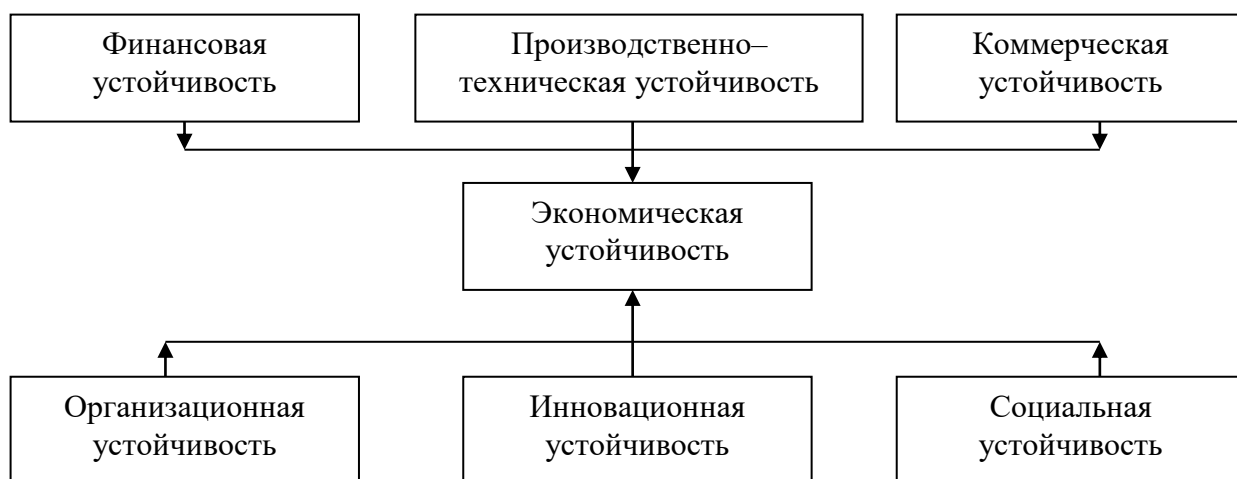 Финансовая
устойчивость
Производственно–
техническая устойчивость
Коммерческая
устойчивость
Экономическая
устойчивость
Организационная
устойчивость
Инновационная
устойчивость
Социальная
устойчивость